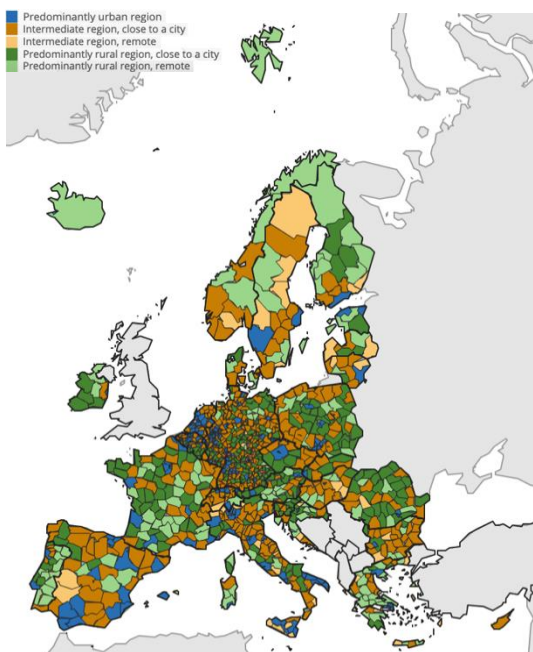 Predominantly urban region
Intermediate region, close to a city
Intermediate region, remote
Predominantly rural region, close to a city
Predominantly rural region, remote